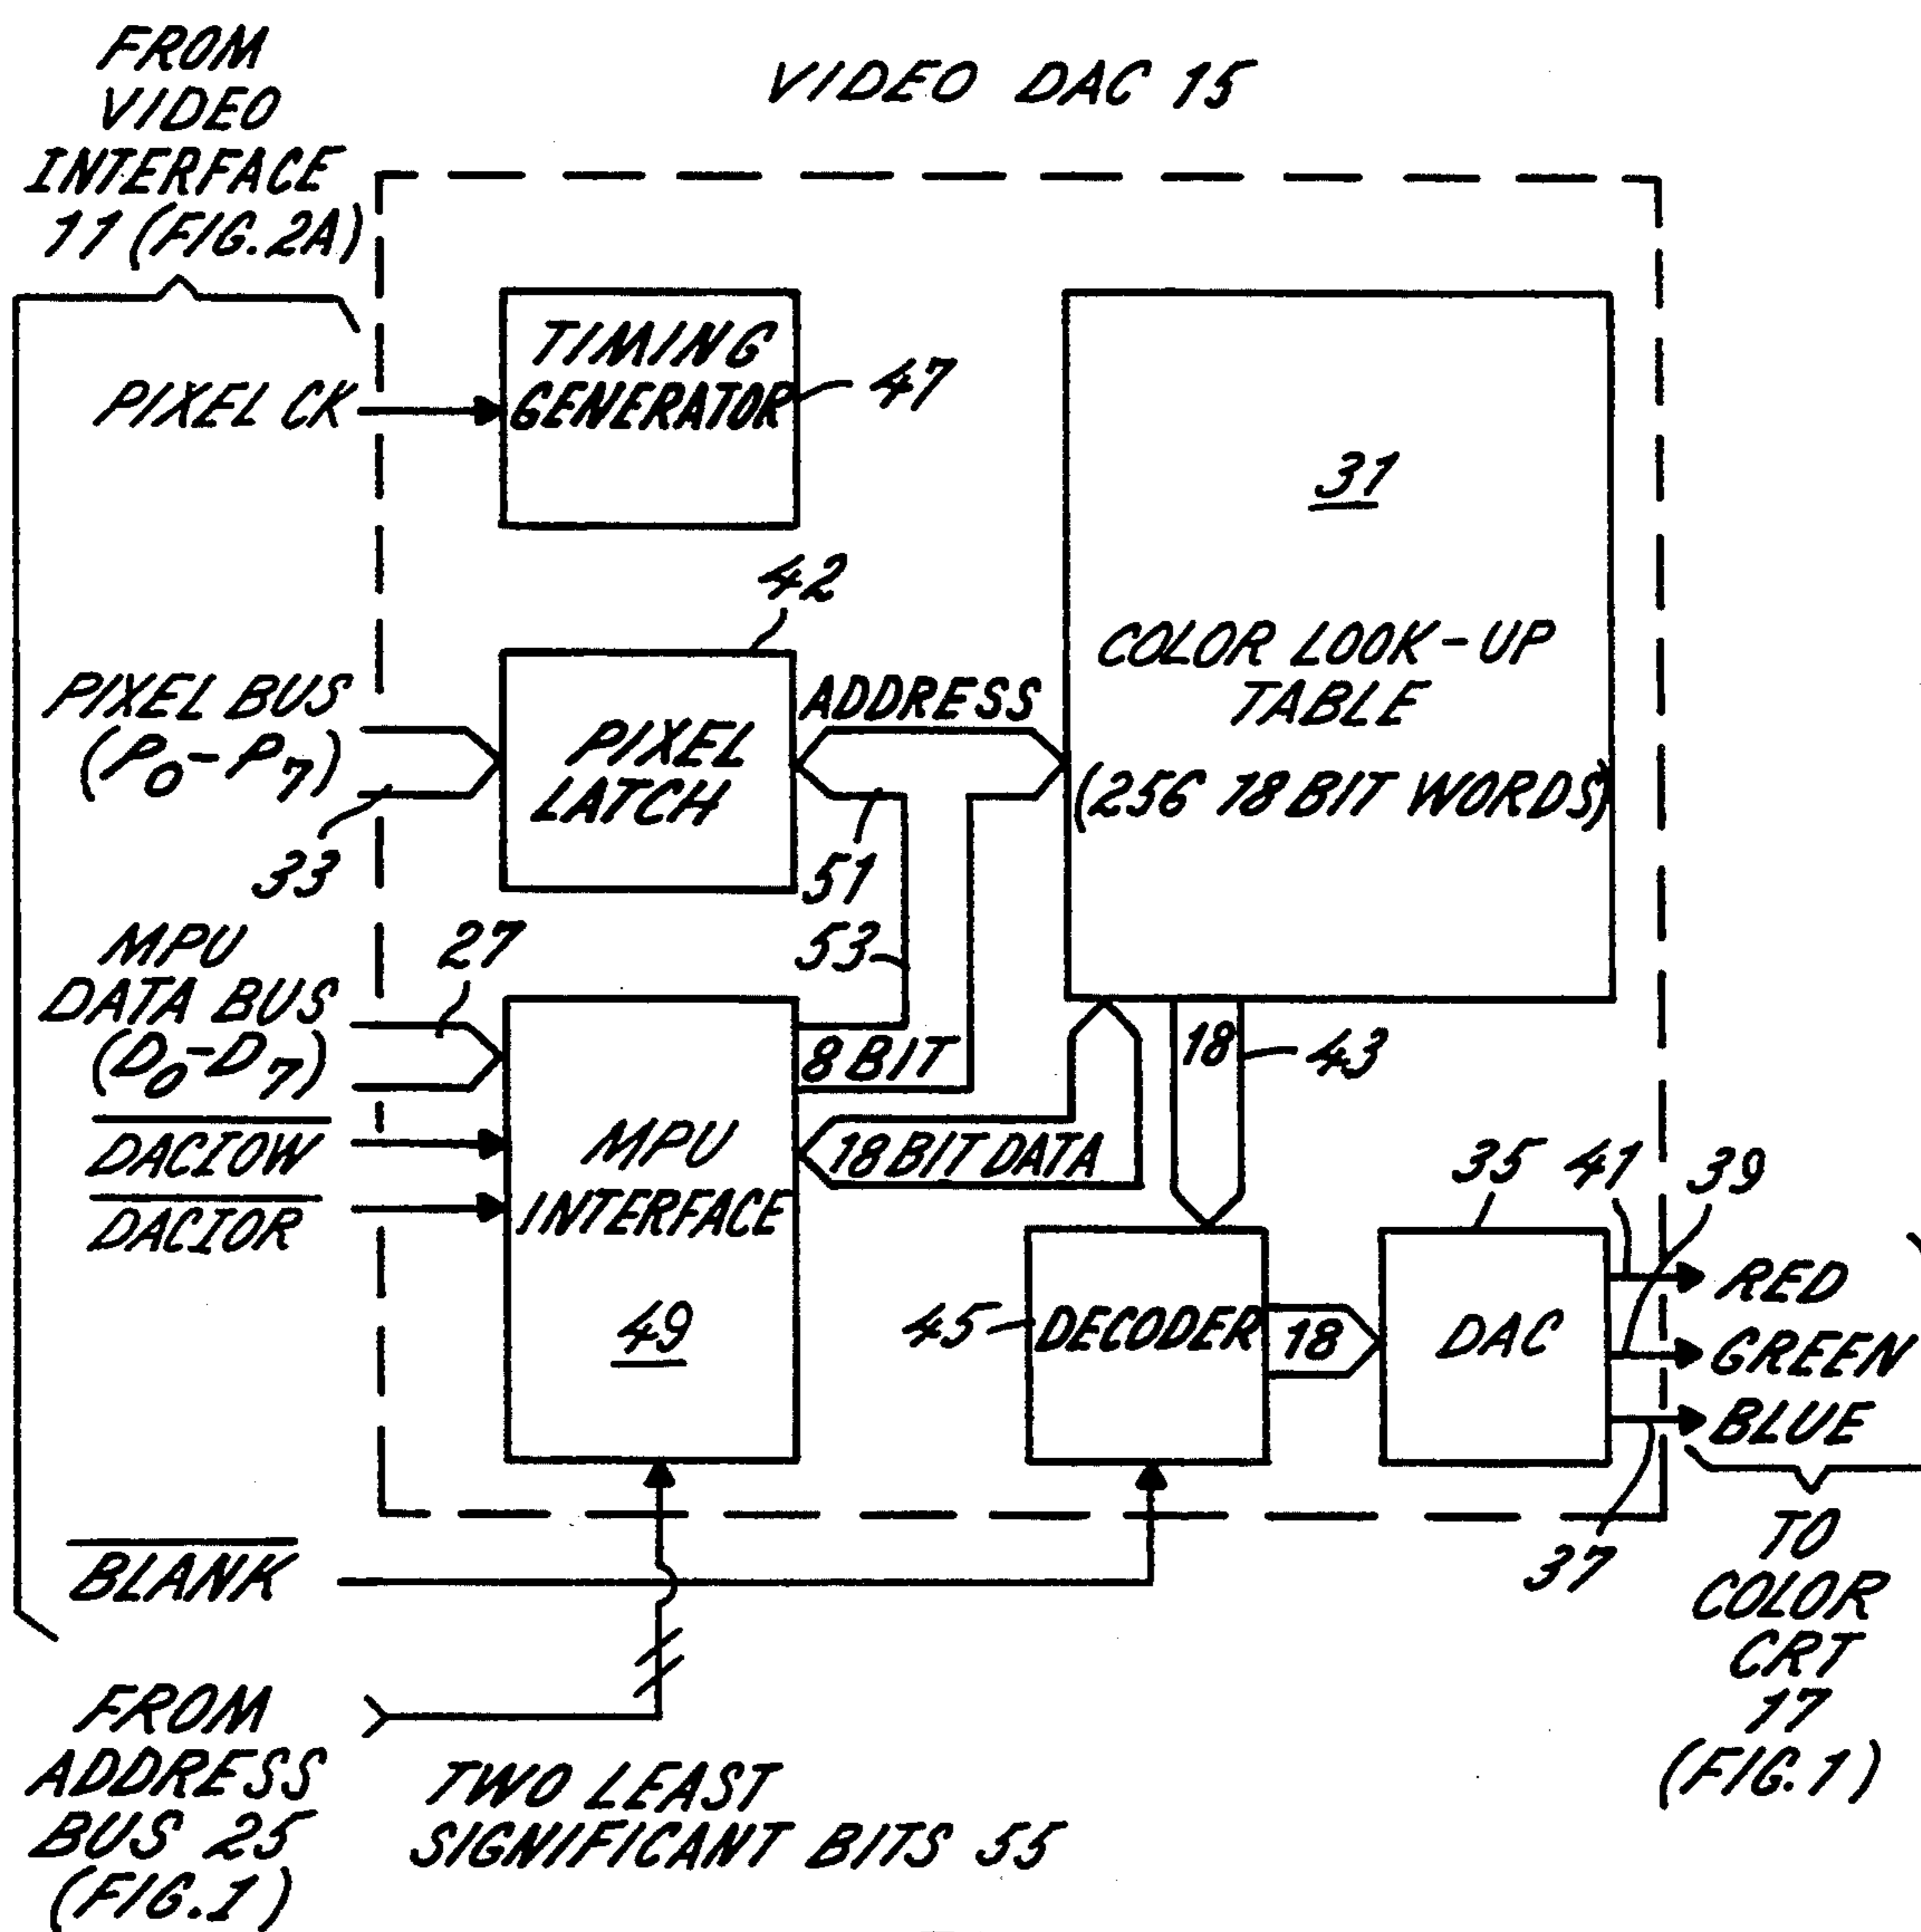 FROM
VIDEO
INTERFACE
11 (FIG. 2A)
VIDEO DAC 15
PIXEL CK
TIMING
GENERATOR
47
31
42
PIXEL BUS
(P0-P7)
33
PIXEL
LATCH
ADDRESS
51
53
COLOR LOOK-UP
TABLE
(256 18 BIT WORDS)
MPU
DATA BUS
(D0-D7)
27
DACIOW
DACIOR
8 BIT
18 BIT DATA
MPU
INTERFACE
49
18
43
45
DECODER
18
35
DAC
41
39
RED
GREEN
BLUE
37
TO
COLOR
CRT
17
(FIG. 1)
BLANK
FROM
ADDRESS
BUS 25
(FIG. 1)
TWO LEAST
SIGNIFICANT BITS 55